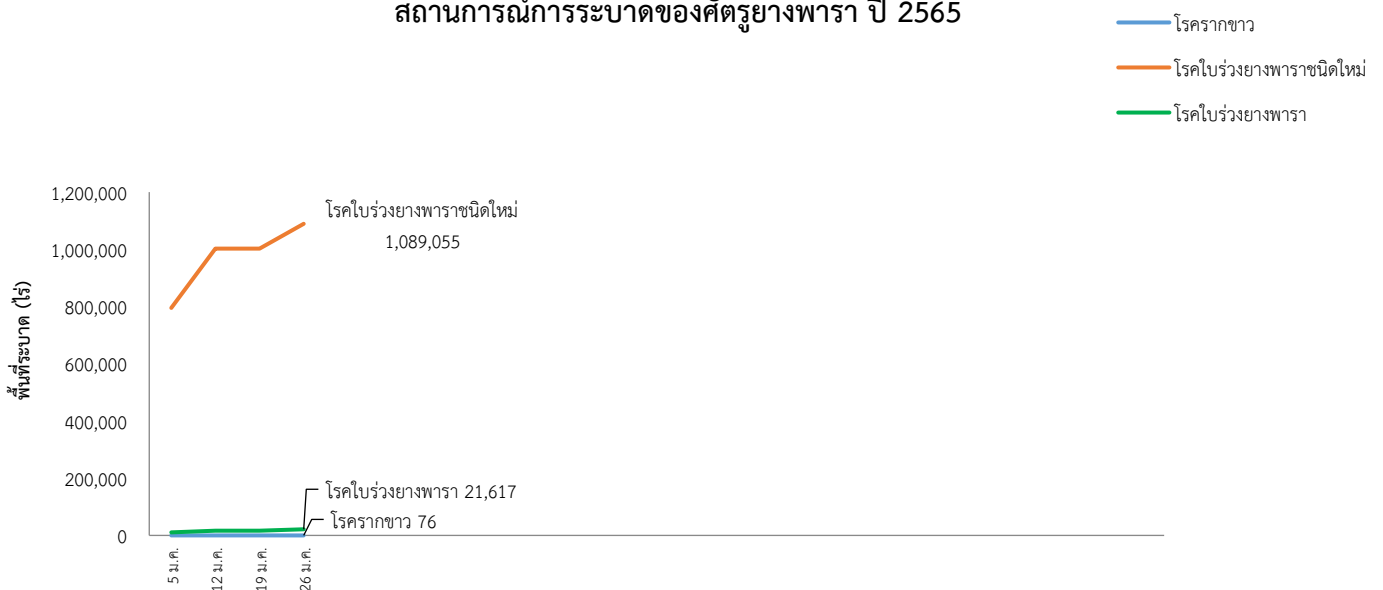 สถานการณ์การระบาดของศัตรูยางพารา ปี 2565
โรครากขาว
โรคใบร่วงยางพาราชนิดใหม่
โรคใบร่วงยางพารา
พื้นที่ระบาด (ไร่)
1,200,000
1,000,000
800,000
600,000
400,000
200,000
0
โรคใบร่วงยางพาราชนิดใหม่
1,089,055
โรคใบร่วงยางพารา 21,617
โรครากขาว 76
5 ม.ค.
12 ม.ค.
19 ม.ค.
26 ม.ค.